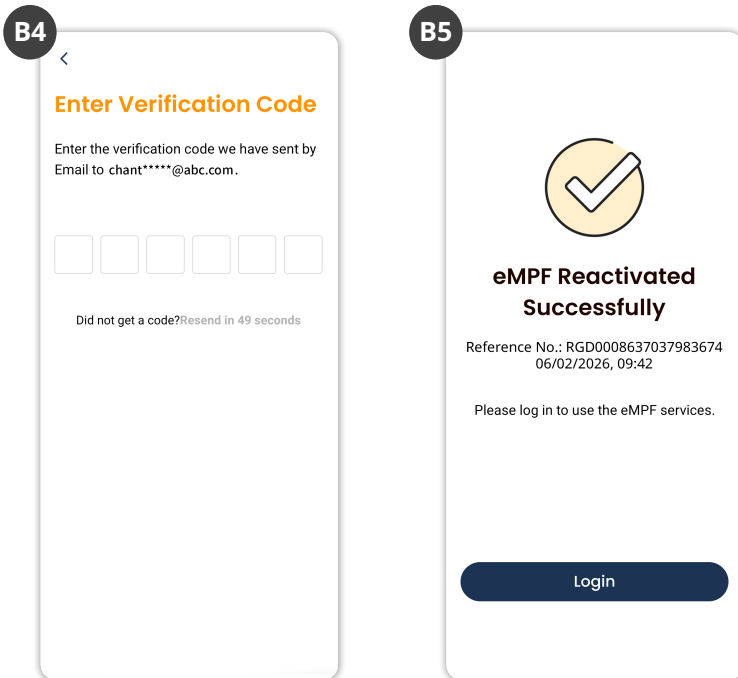 B4
Enter Verification Code
Enter the verification code we have sent by
Email to chant*****@abc.com.
Did not get a code?Resend in 49 seconds
B5
eMPF Reactivated
Successfully
Reference No.: RGD0008637037983674
06/02/2026, 09:42
Please log in to use the eMPF services.
Login